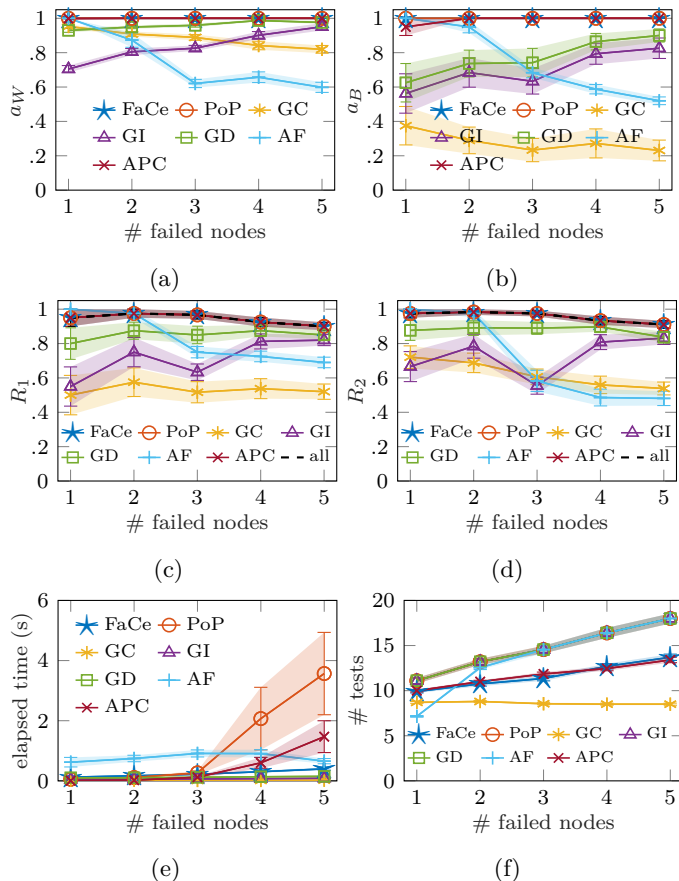 1
.8
.6
.4
.2
0
a_W
FaCe PoP GC
GI GD AF
APC
1 2 3 4 5
# failed nodes
(a)
1
.8
.6
.4
.2
0
a_B
FaCe PoP GC
GI GD AF
APC
1 2 3 4 5
# failed nodes
(b)
1
.8
.6
.4
.2
0
R_1
FaCe PoP GC GI
GD AF APC all
1 2 3 4 5
# failed nodes
(c)
1
.8
.6
.4
.2
0
R_2
FaCe PoP GC GI
GD AF APC all
1 2 3 4 5
# failed nodes
(d)
6
4
2
0
elapsed time (s)
FaCe PoP
GC GI
GD AF
APC
1 2 3 4 5
# failed nodes
(e)
20
15
10
5
0
# tests
FaCe PoP GC GI
GD AF APC
1 2 3 4 5
# failed nodes
(f)